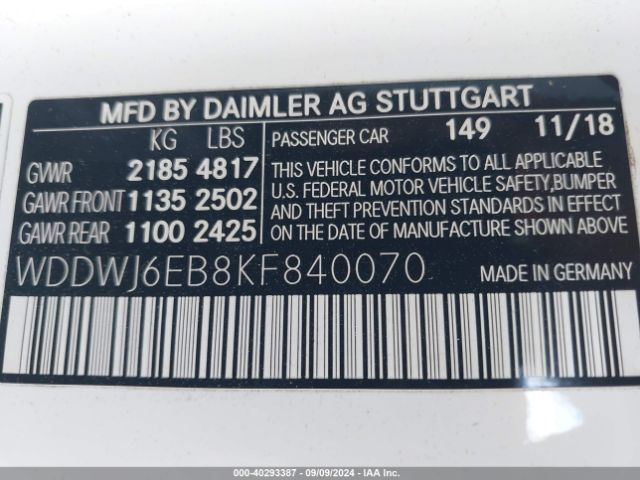 MFD BY DAIMLER AG STUTTGART
KG LBS
GVWR 2185 4817
GAWR FRONT 1135 2502
GAWR REAR 1100 2425
PASSENGER CAR 149 11/18
THIS VEHICLE CONFORMS TO ALL APPLICABLE
U.S. FEDERAL MOTOR VEHICLE SAFETY,BUMPER
AND THEFT PREVENTION STANDARDS IN EFFECT
ON THE DATE OF MANUFACTURE SHOWN ABOVE.
WDDWJ6EB8KF840070
MADE IN GERMANY
000-40293387 - 09/09/2024 - IAAI.COM